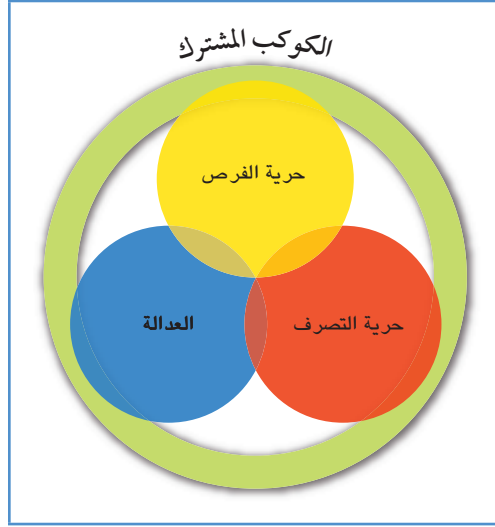 الكوكب المشترك
حرية الفرص
العدالة
حرية التصرف